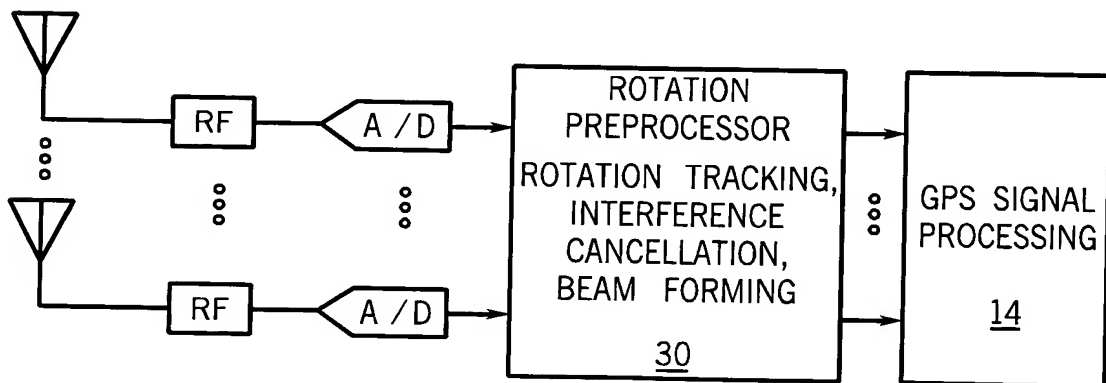 RF
A/D
RF
A/D
ROTATION
PREPROCESSOR
ROTATION TRACKING,
INTERFERENCE
CANCELLATION,
BEAM FORMING
30
GPS SIGNAL
PROCESSING
14